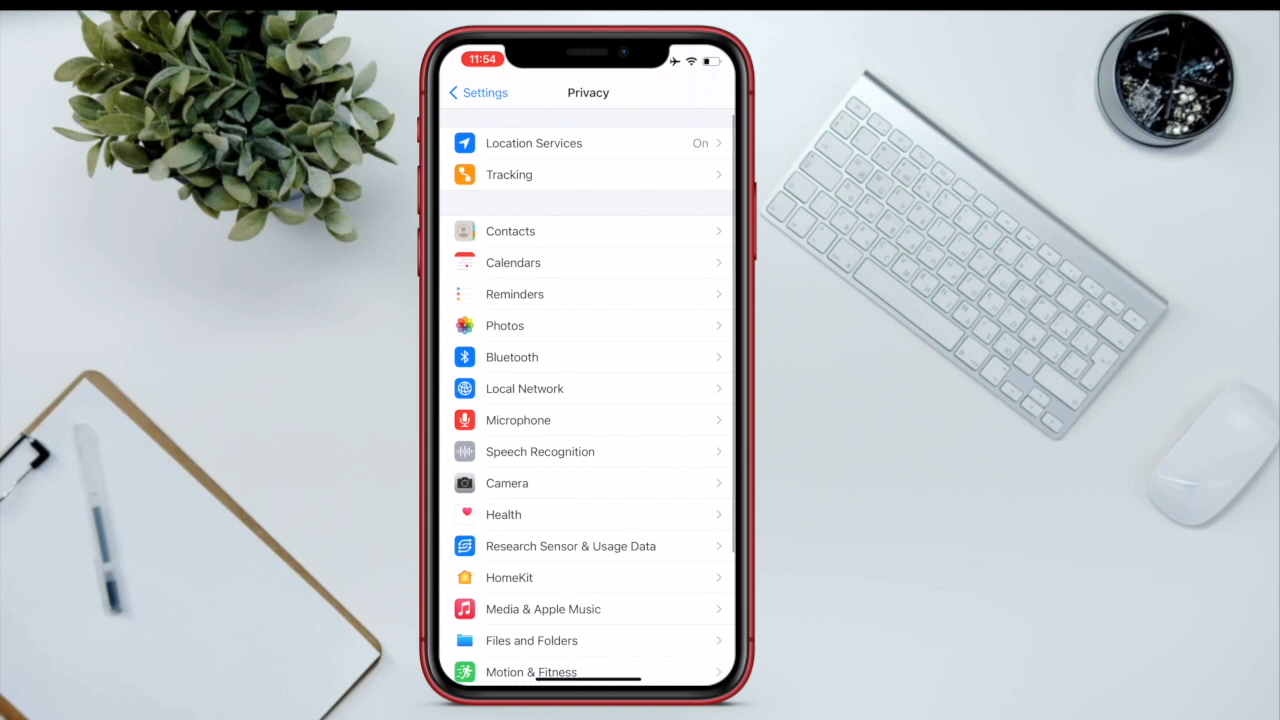 11:54
Settings
Privacy
Location Services On
Tracking
Contacts
Calendars
Reminders
Photos
Bluetooth
Local Network
Microphone
Speech Recognition
Camera
Health
Research Sensor & Usage Data
HomeKit
Media & Apple Music
Files and Folders
Motion & Fitness